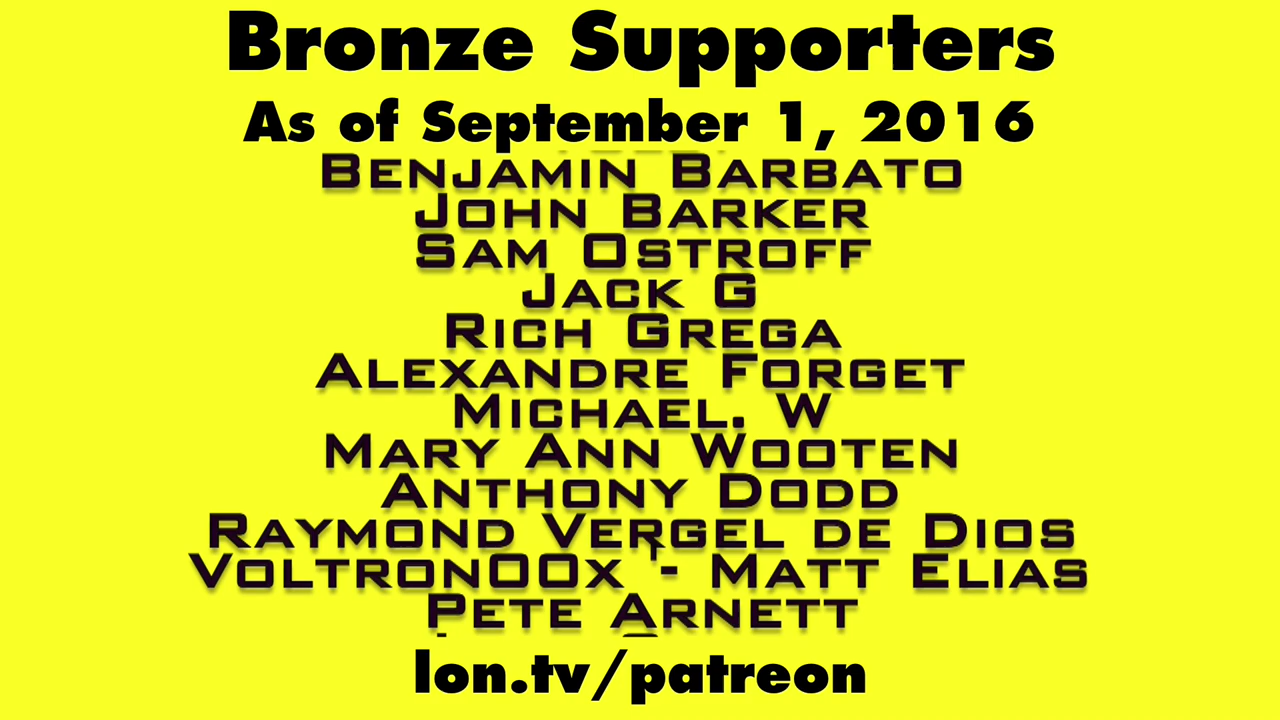 Bronze Supporters
As of September 1, 2016
Benjamin Barbato
John Barker
Sam Ostroff
Jack G
Rich Grega
Alexandre Forget
Michael. W
Mary Ann Wooten
Anthony Dodd
Raymond Vergel de Dios
Voltron00x '- Matt Elias
Pete Arnett
lon.tv/patreon